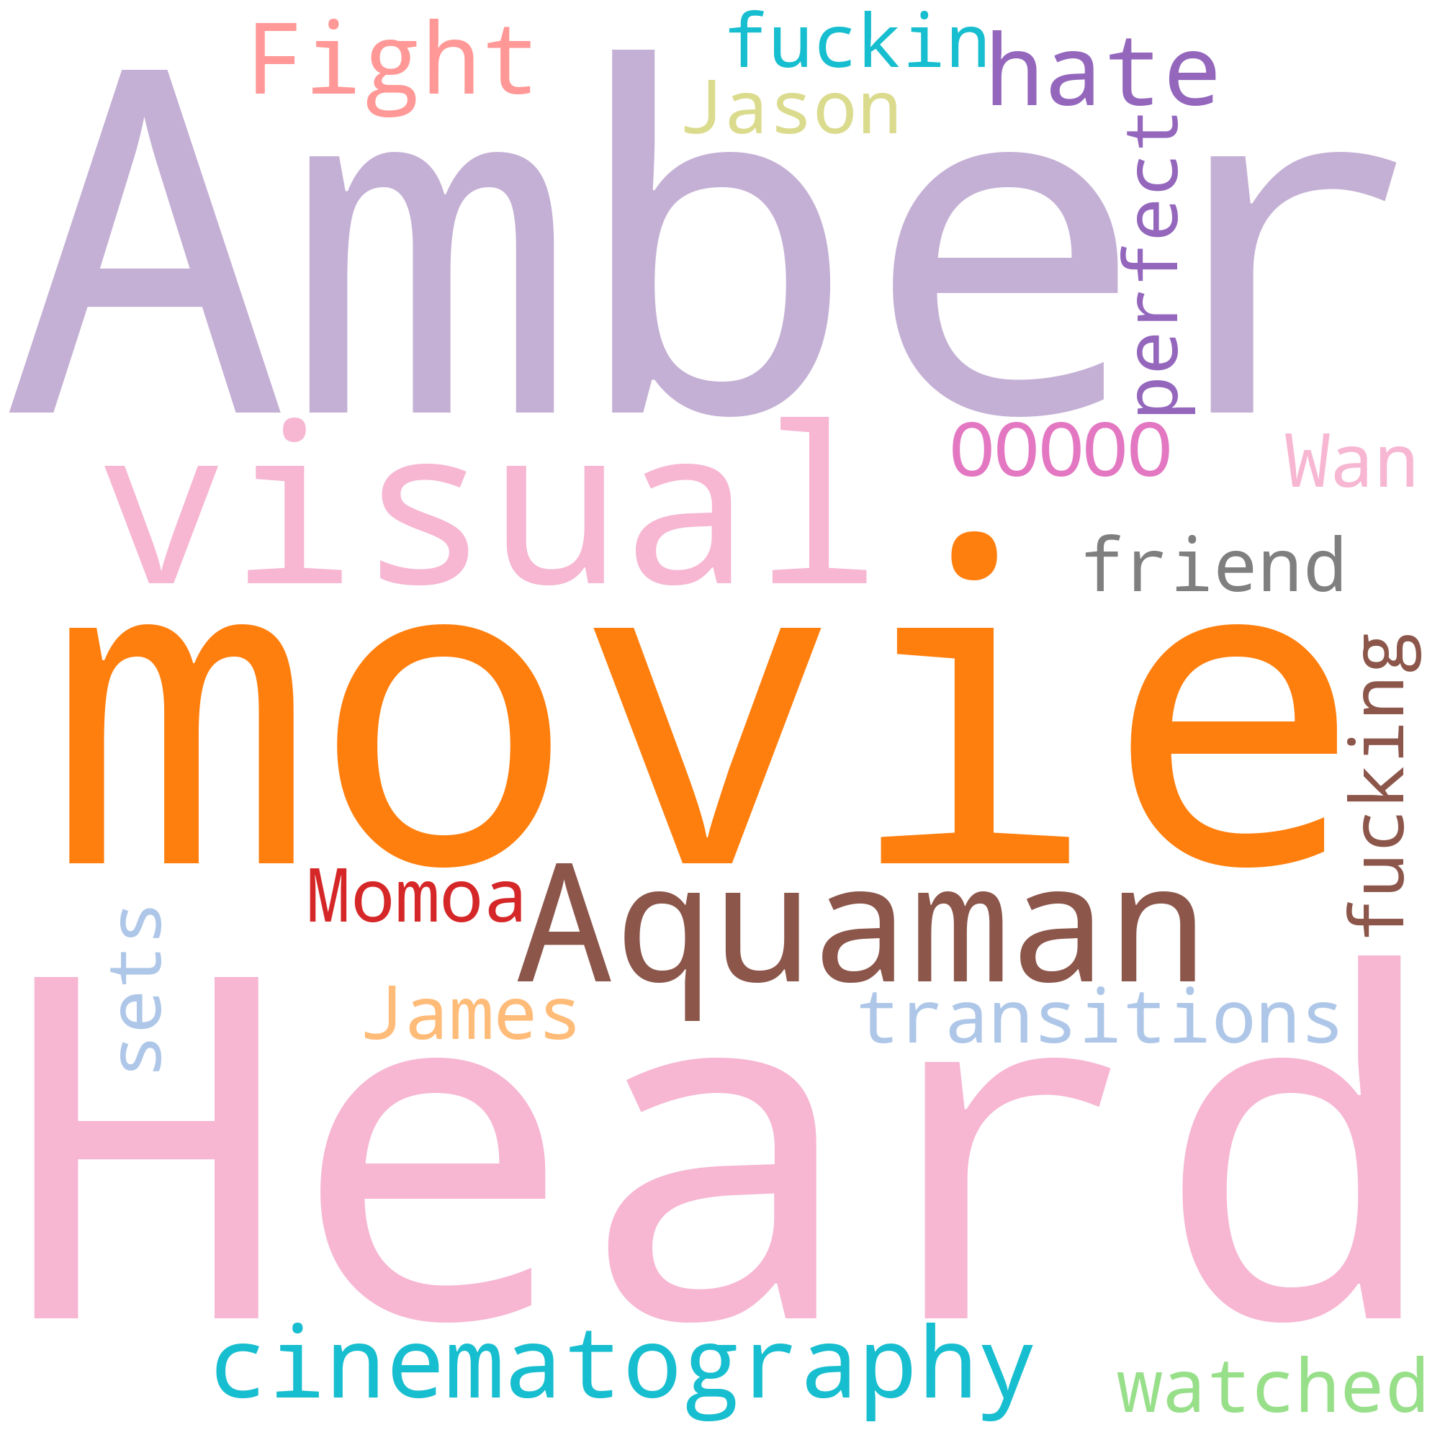 Fight
fuckin
hate
Jason
Amber
perfect
visual
OOOOO
Wan
friend
movie
fucking
Momoa
Aquaman
sets
James
transitions
Heard
cinematography
watched